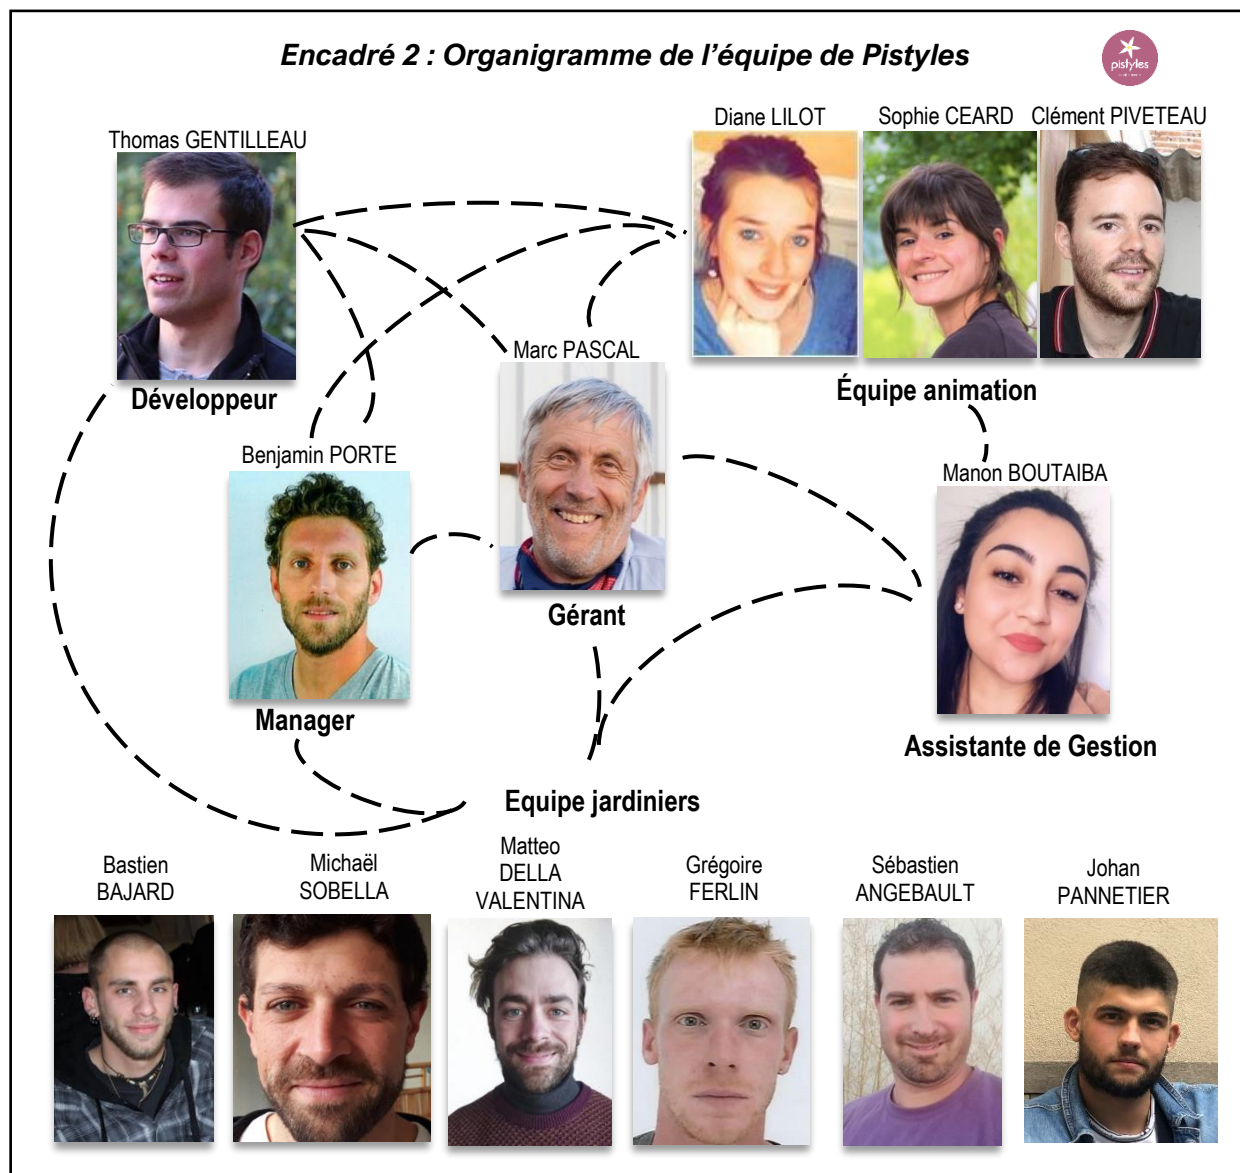 Encadré 2 : Organigramme de l’équipe de Pistyles
pistyles
Diane LILOT
Sophie CEARD
Clément PIVETEAU
Thomas GENTILLEAU
Marc PASCAL
Développeur
Équipe animation
Benjamin PORTE
Manon BOUTAIBA
Gérant
Manager
Assistante de Gestion
Equipe jardiniers
Bastien
BAJARD
Michaël
SOBELLA
Matteo
DELLA
VALENTINA
Grégoire
FERLIN
Sébastien
ANGEBAULT
Johan
PANNETIER